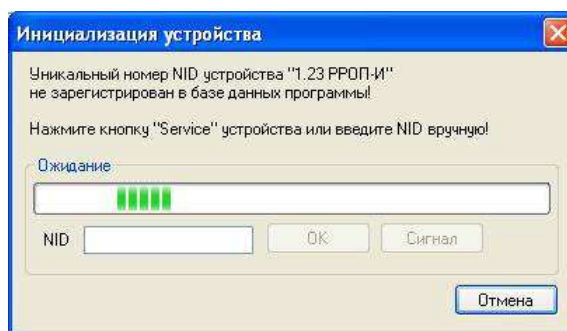 Инициализация устройства
Уникальный номер NID устройства "1.23 РРОП-И"
не зарегистрирован в базе данных программы!
Нажмите кнопку "Service" устройства или введите NID вручную!
Ожидание
NID OK Сигнал
Отмена